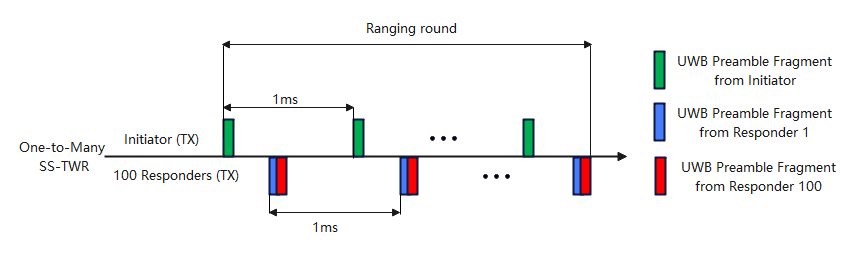 Ranging round
1ms
Initiator (TX)
One-to-Many
SS-TWR
100 Responders (TX)
1ms
UWB Preamble Fragment
from Initiator
UWB Preamble Fragment
from Responder 1
UWB Preamble Fragment
from Responder 100